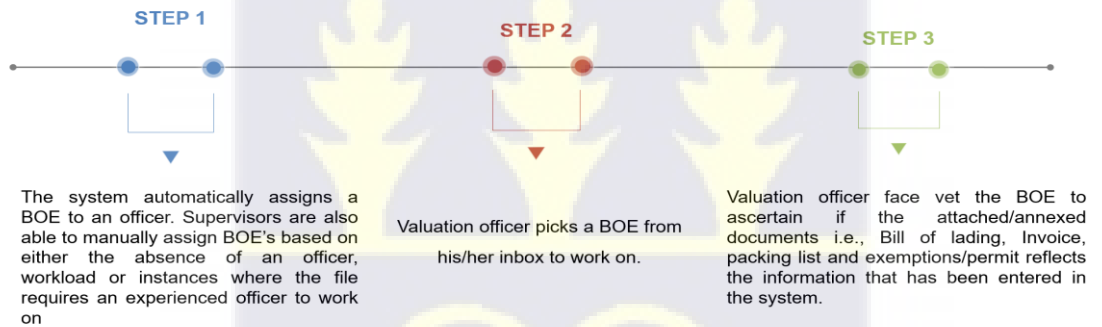 STEP 1
The system automatically assigns a
BOE to an officer. Supervisors are also
able to manually assign BOE's based on
either the absence of an officer,
workload or instances where the file
requires an experienced officer to work
on
STEP 2
Valuation officer picks a BOE from
his/her inbox to work on.
STEP 3
Valuation officer face vet the BOE to
ascertain if the attached/annexed
documents i.e., Bill of lading, Invoice,
packing list and exemptions/permit reflects
the information that has been entered in
the system.